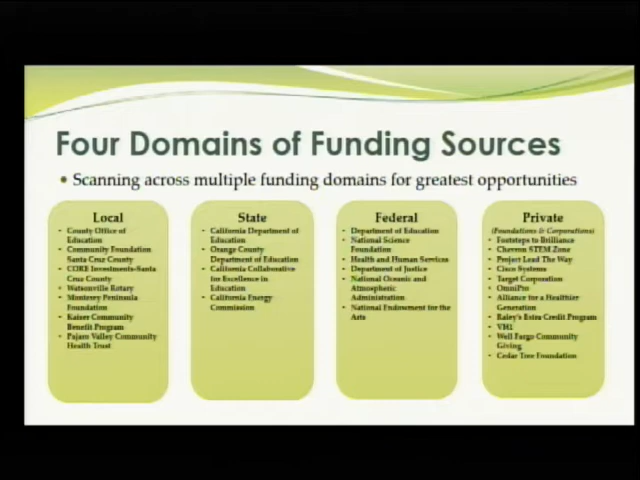 Four Domains of Funding Sources
• Scanning across multiple funding domains for greatest opportunities
Local
• County Office of
Education
• Community Foundation
Santa Cruz County
• CORE Investments-Santa
Cruz County
• Watsonville Rotary
• Monterey Peninsula
Foundation
• Kaiser Community
Benefit Program
• Pajaro Valley Community
Health Trust
State
• California Department of
Education
• Orange County
Department of Education
• California Collaborative
for Excellence in
Education
• California Energy
Commission
Federal
• Department of Education
• National Science
Foundation
• Health and Human Services
• Department of Justice
• National Oceanic and
Atmospheric
Administration
• National Endowment for the
Arts
Private
(Foundations & Corporations)
• Footsteps to Brilliance
• Chevron STEM Zone
• Project Lead The Way
• Cisco Systems
• Target Corporation
• OmniPro
• Alliance for a Healthier
Generation
• Raley's Extra Credit Program
• VH1
• Well Fargo Community
Giving
• Cedar Tree Foundation